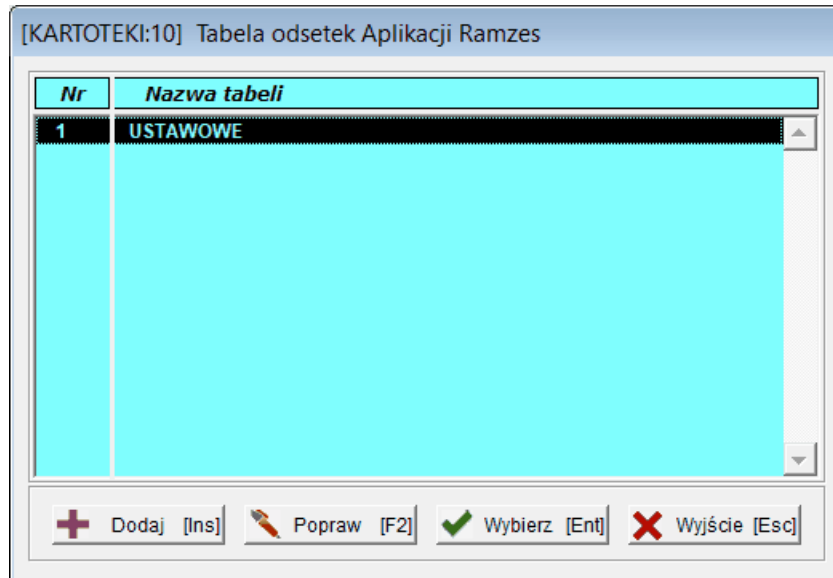 [KARTOTEKI:10] Tabela odsetek Aplikacji Ramzes
Nr Nazwa tabeli
1 USTAWOWE
Dodaj [Ins] Popraw [F2] Wybierz [Ent] Wyjście [Esc]